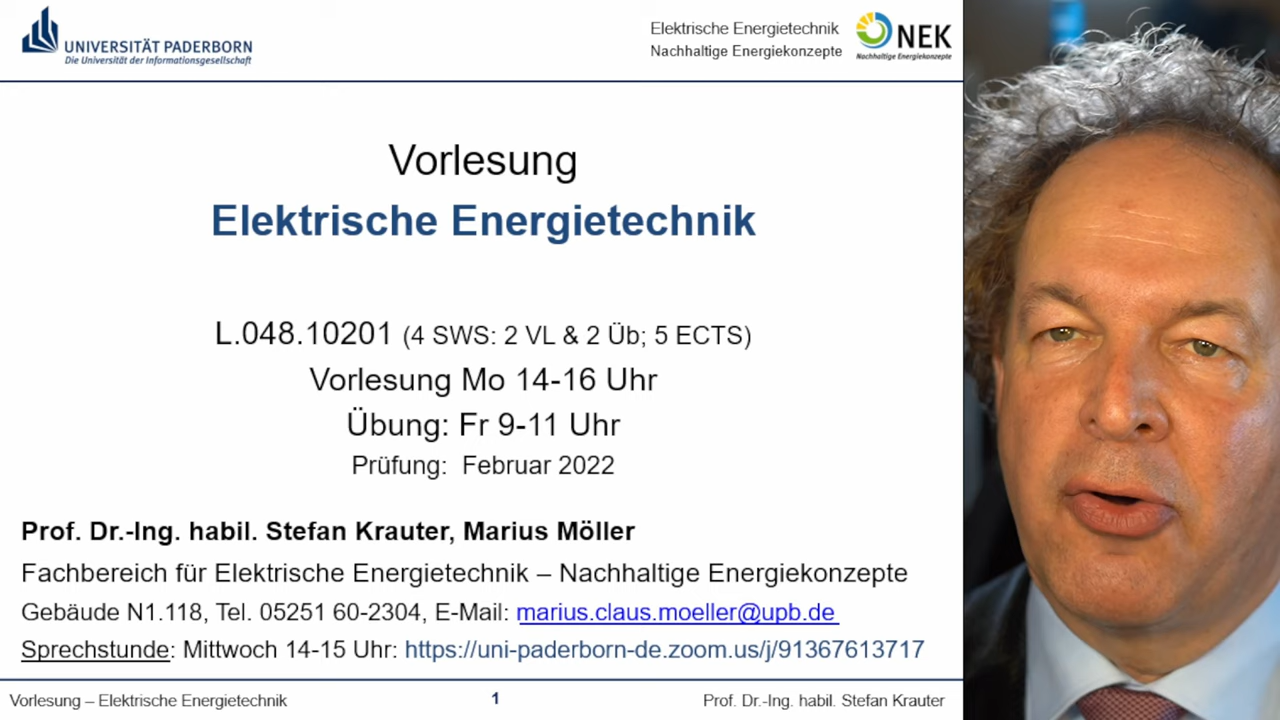 UNIVERSITÄT PADERBORN
Die Universität der Informationsgesellschaft
Elektrische Energietechnik
Nachhaltige Energiekonzepte
NEK
Nachhaltige Energiekonzepte
Vorlesung
Elektrische Energietechnik
L.048.10201 (4 SWS: 2 VL & 2 Üb; 5 ECTS)
Vorlesung Mo 14-16 Uhr
Übung: Fr 9-11 Uhr
Prüfung: Februar 2022
Prof. Dr.-Ing. habil. Stefan Krauter, Marius Möller
Fachbereich für Elektrische Energietechnik – Nachhaltige Energiekonzepte
Gebäude N1.118, Tel. 05251 60-2304, E-Mail: marius.claus.moeller@upb.de
Sprechstunde: Mittwoch 14-15 Uhr: https://uni-paderborn-de.zoom.us/j/91367613717
Vorlesung – Elektrische Energietechnik
1
Prof. Dr.-Ing. habil. Stefan Krauter